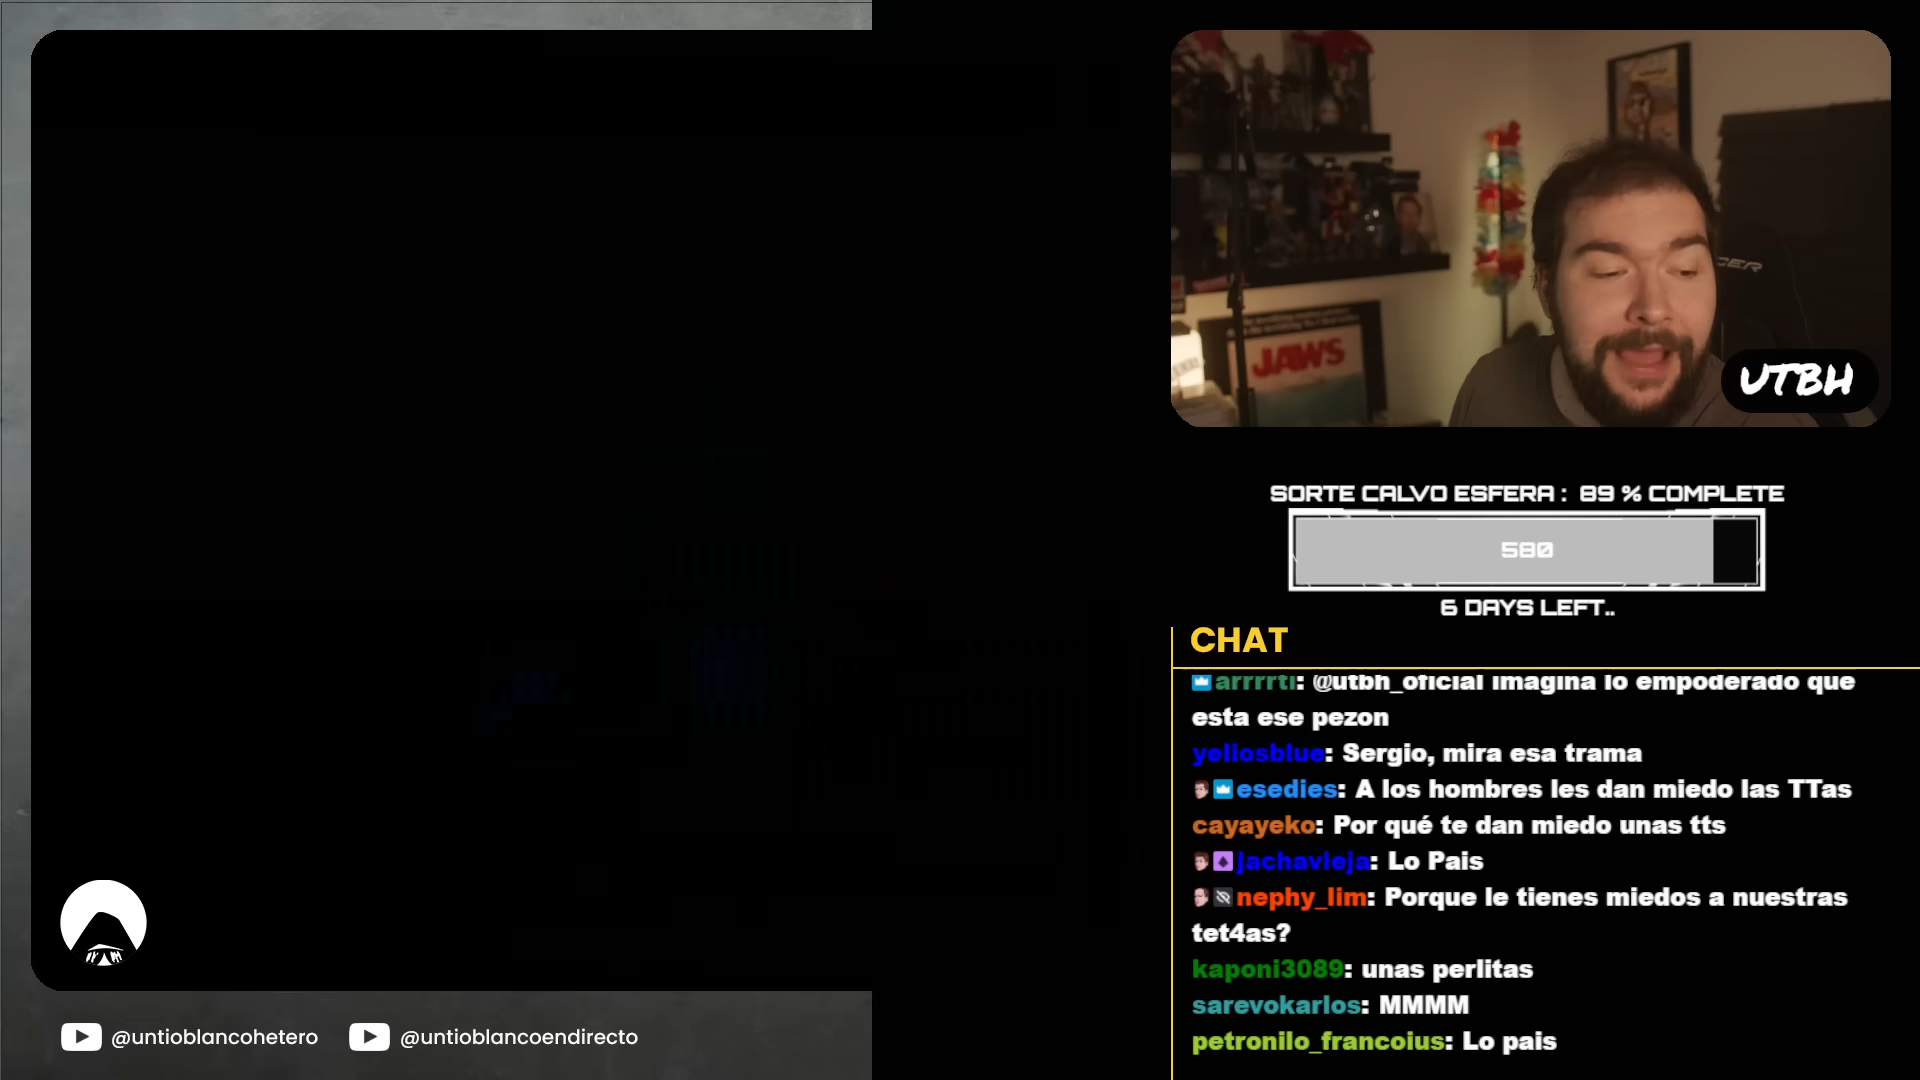 JAWS
CER
UTBH
SORTE CALVO ESFERA : 89 % COMPLETE
580
6 DAYS LEFT..
CHAT
arrrrti: @utbh_oficial imagina lo empoderado que
esta ese pezon
yellosblue: Sergio, mira esa trama
esedies: A los hombres les dan miedo las TTas
cayayeko: Por qué te dan miedo unas tts
jachavieja: Lo Pais
nephy_lim: Porque le tienes miedos a nuestras
tet4as?
kaponi3089: unas perlitas
sarevokarlos: MMMM
petronilo_francoius: Lo pais
@untioblancohetero
@untioblancoendirecto